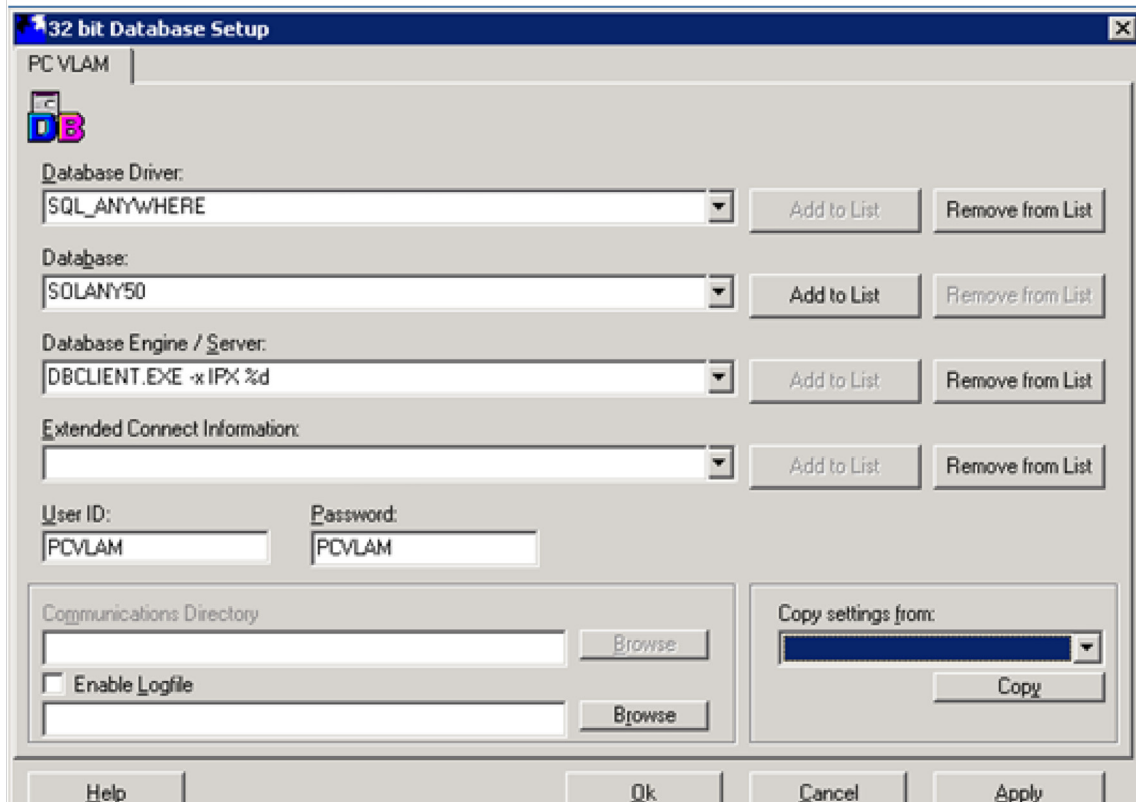 32 bit Database Setup
PC VLAM
DB
Database Driver:
SQL_ANYWHERE
Add to List
Remove from List
Database:
SOLANY50
Add to List
Remove from List
Database Engine / Server:
DBCLIENT.EXE -x IPX %d
Add to List
Remove from List
Extended Connect Information:
Add to List
Remove from List
User ID:
Password:
PCVLAM
PCVLAM
Communications Directory
Browse
Enable Logfile
Browse
Copy settings from:
Copy
Help
Ok
Cancel
Apply